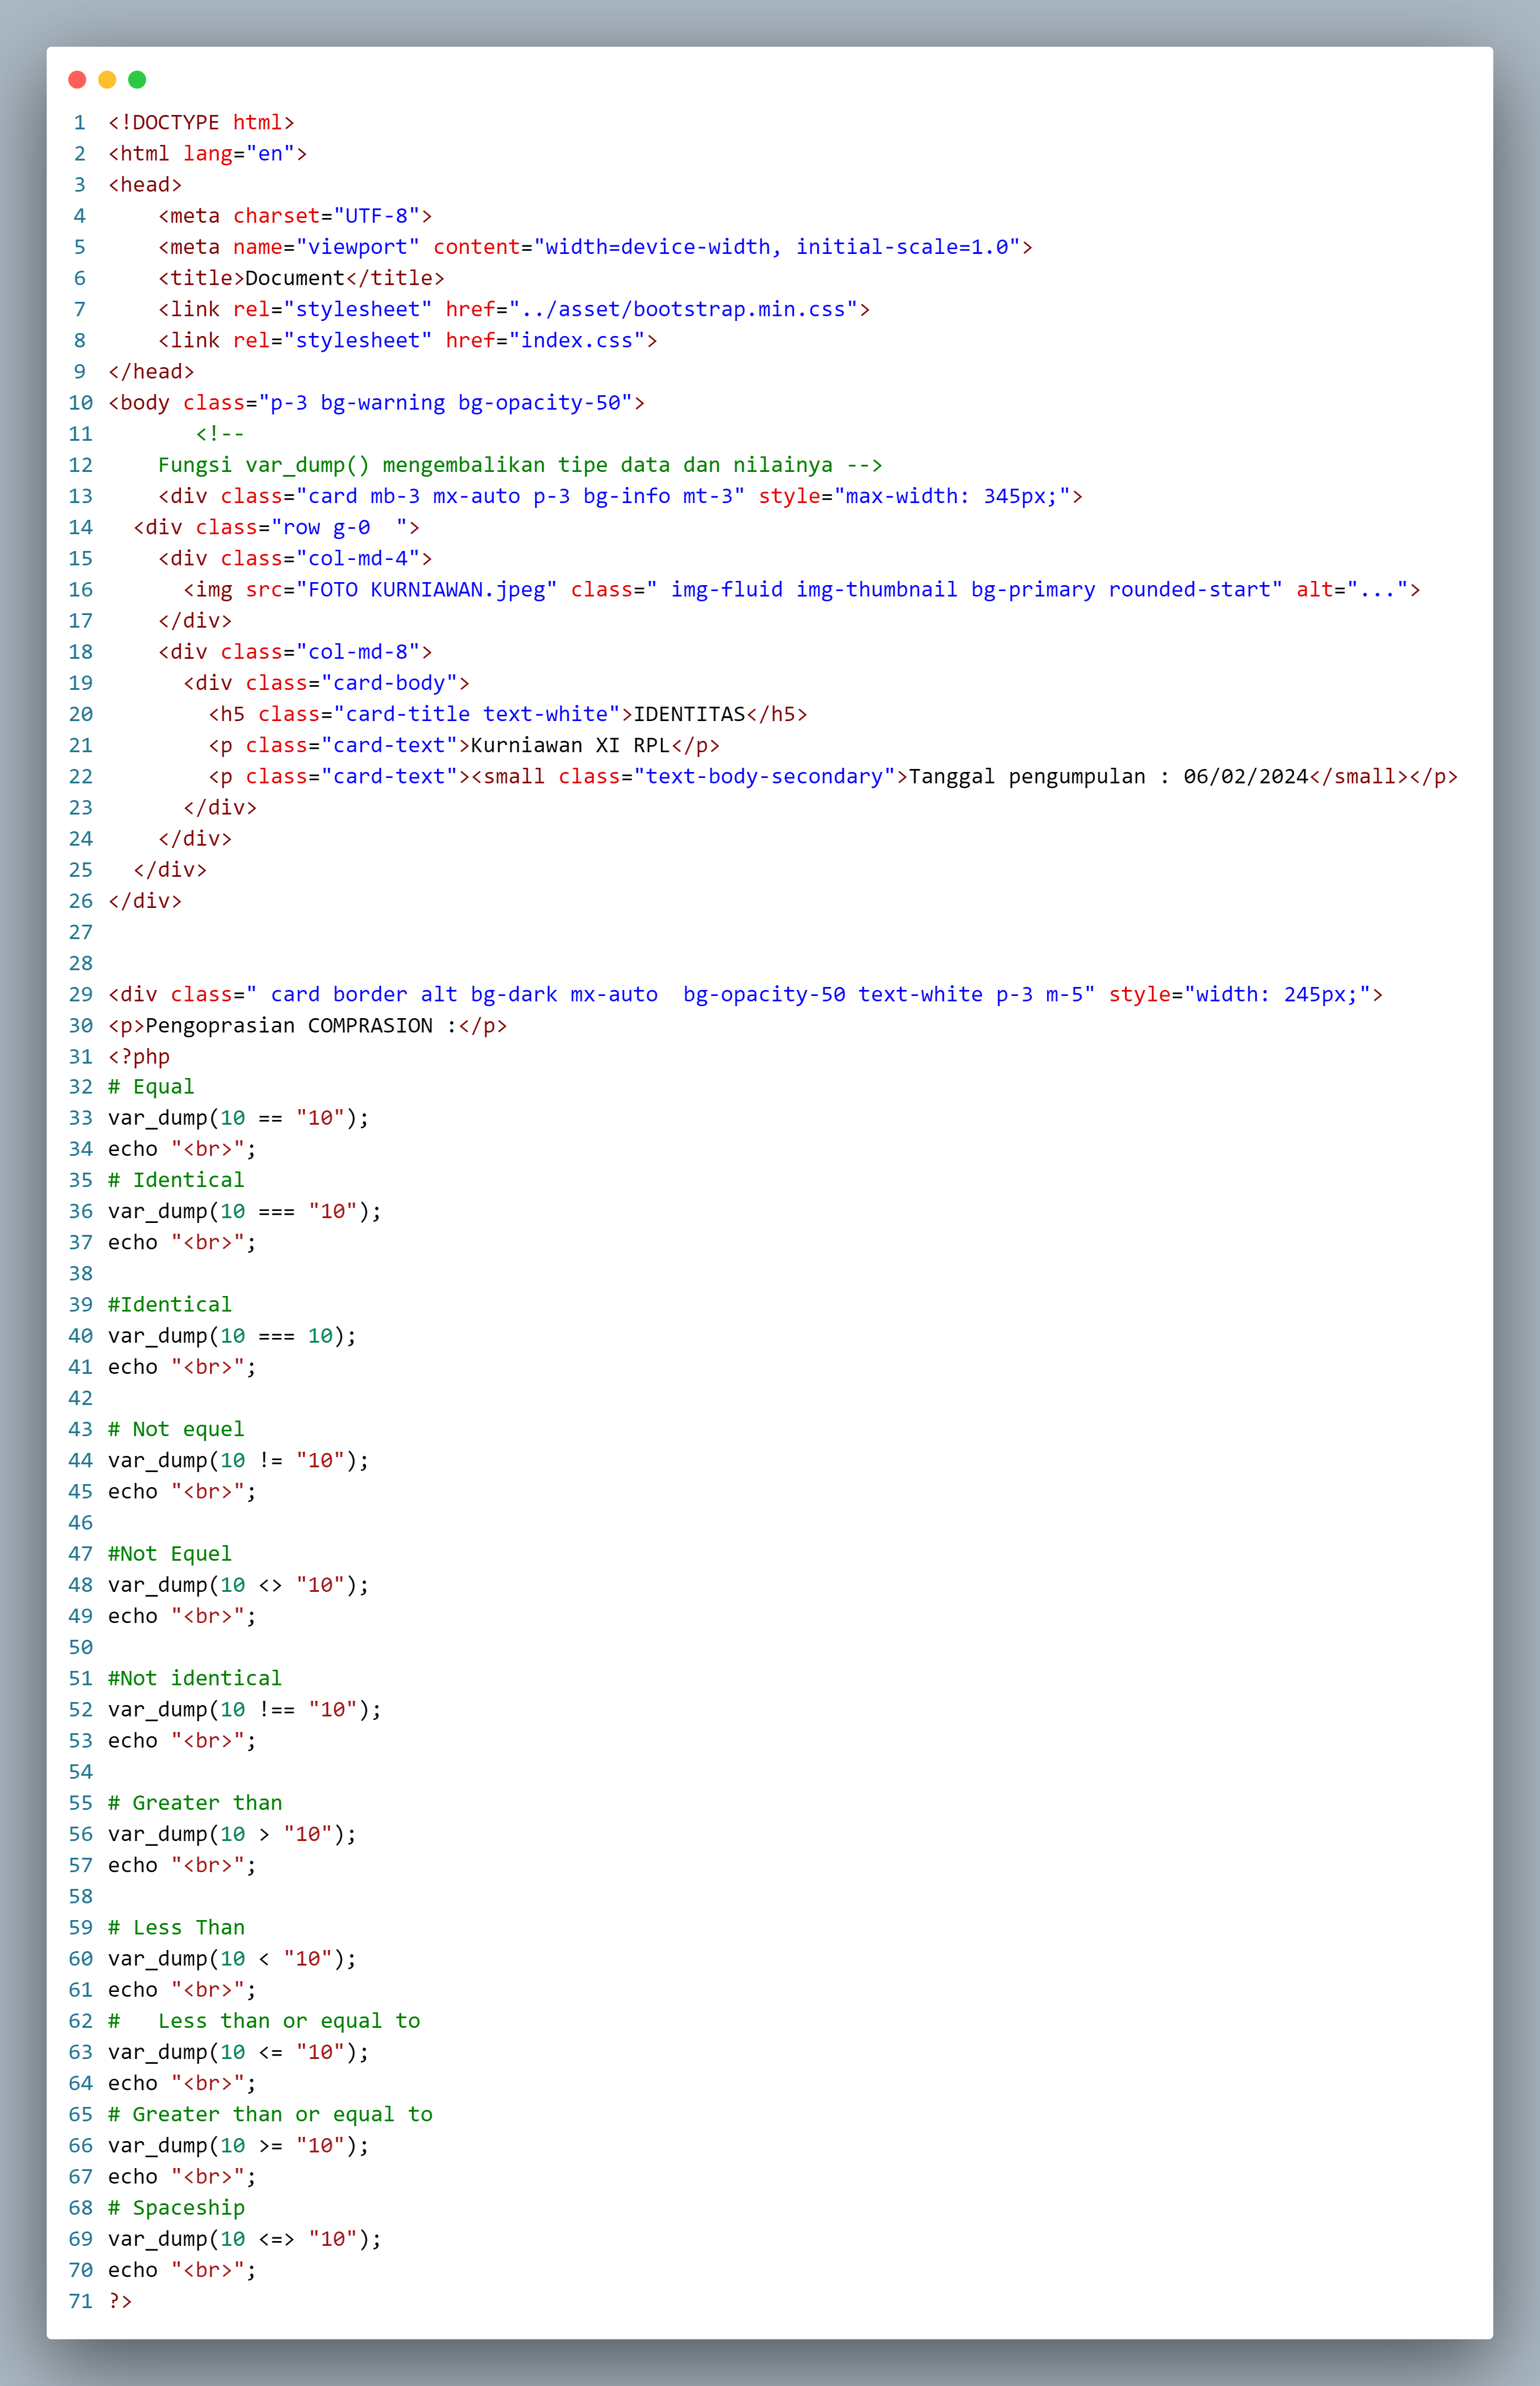 1 <!DOCTYPE html>
2 <html lang="en">
3 <head>
4     <meta charset="UTF-8">
5     <meta name="viewport" content="width=device-width, initial-scale=1.0">
6     <title>Document</title>
7     <link rel="stylesheet" href="../asset/bootstrap.min.css">
8     <link rel="stylesheet" href="index.css">
9 </head>
10 <body class="p-3 bg-warning bg-opacity-50">
11        <!--
12     Fungsi var_dump() mengembalikan tipe data dan nilainya -->
13     <div class="card mb-3 mx-auto p-3 bg-info mt-3" style="max-width: 345px;">
14   <div class="row g-0  ">
15     <div class="col-md-4">
16       <img src="FOTO KURNIAWAN.jpeg" class=" img-fluid img-thumbnail bg-primary rounded-start" alt="...">
17     </div>
18     <div class="col-md-8">
19       <div class="card-body">
20         <h5 class="card-title text-white">IDENTITAS</h5>
21         <p class="card-text">Kurniawan XI RPL</p>
22         <p class="card-text"><small class="text-body-secondary">Tanggal pengumpulan : 06/02/2024</small></p>
23       </div>
24     </div>
25   </div>
26 </div>
27
28
29 <div class=" card border alt bg-dark mx-auto  bg-opacity-50 text-white p-3 m-5" style="width: 245px;">
30 <p>Pengoprasian COMPRASION :</p>
31 <?php
32 # Equal
33 var_dump(10 == "10");
34 echo "<br>";
35 # Identical
36 var_dump(10 === "10");
37 echo "<br>";
38
39 #Identical
40 var_dump(10 === 10);
41 echo "<br>";
42
43 # Not equel
44 var_dump(10 != "10");
45 echo "<br>";
46
47 #Not Equel
48 var_dump(10 <> "10");
49 echo "<br>";
50
51 #Not identical
52 var_dump(10 !== "10");
53 echo "<br>";
54
55 # Greater than
56 var_dump(10 > "10");
57 echo "<br>";
58
59 # Less Than
60 var_dump(10 < "10");
61 echo "<br>";
62 #   Less than or equal to
63 var_dump(10 <= "10");
64 echo "<br>";
65 # Greater than or equal to
66 var_dump(10 >= "10");
67 echo "<br>";
68 # Spaceship
69 var_dump(10 <=> "10");
70 echo "<br>";
71 ?>